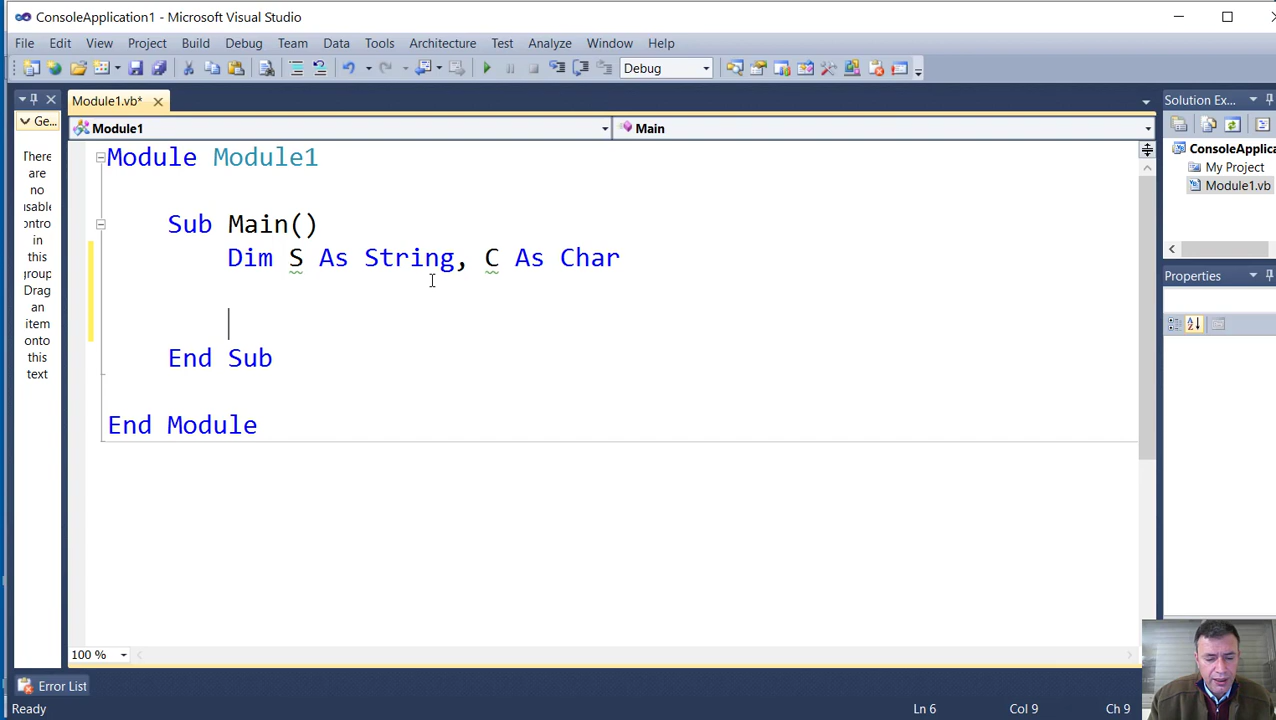 ConsoleApplication1 - Microsoft Visual Studio
File Edit View Project Build Debug Team Data Tools Architecture Test Analyze Window Help
Debug
Ge...
There
are
no
usable
ontro
in
this
group
Drag
an
item
onto
this
text
Module1.vb*
Module1
Main
Module Module1
Sub Main()
Dim S As String, C As Char
End Sub
End Module
100 %
Solution Ex...
ConsoleApplica
My Project
Module1.vb
Properties
Error List
Ready
Ln 6 Col 9 Ch 9